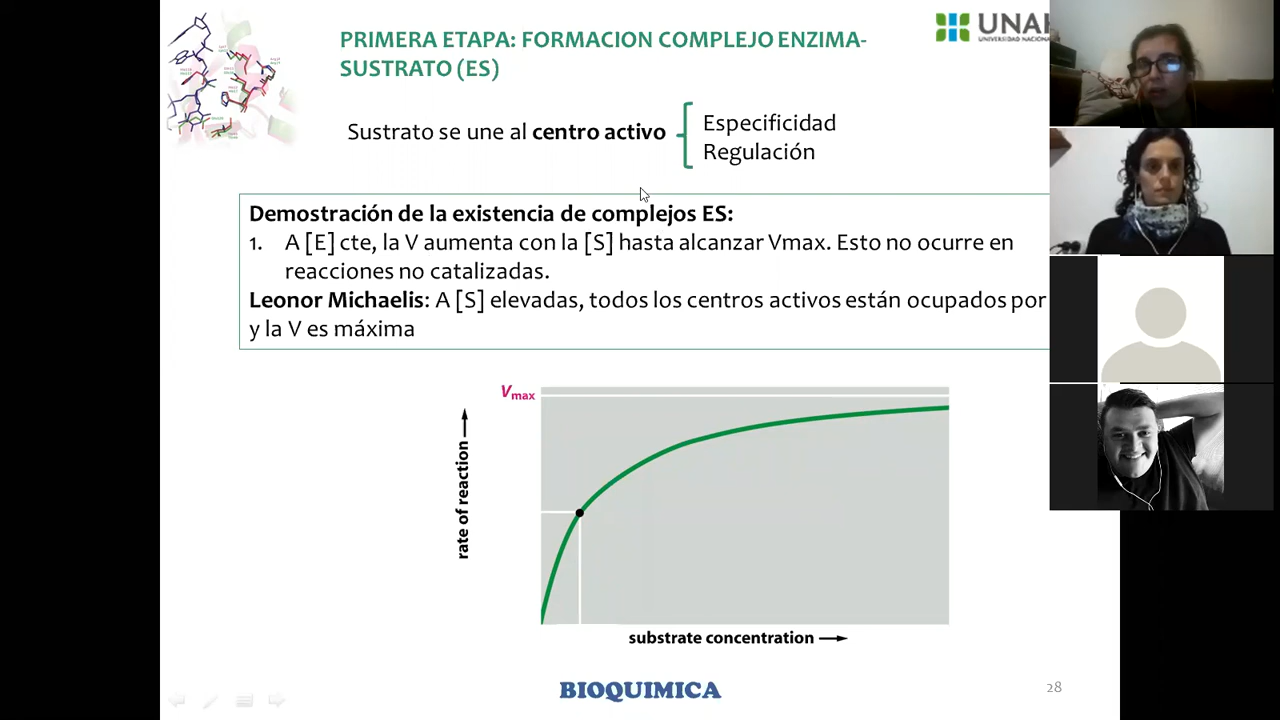 PRIMERA ETAPA: FORMACION COMPLEJO ENZIMA-
SUSTRATO (ES)
Sustrato se une al centro activo
Especificidad
Regulación
Demostración de la existencia de complejos ES:
1. A [E] cte, la V aumenta con la [S] hasta alcanzar Vmax. Esto no ocurre en
reacciones no catalizadas.
Leonor Michaelis: A [S] elevadas, todos los centros activos están ocupados por
y la V es máxima
Vmax
rate of reaction
substrate concentration
BIOQUIMICA
28